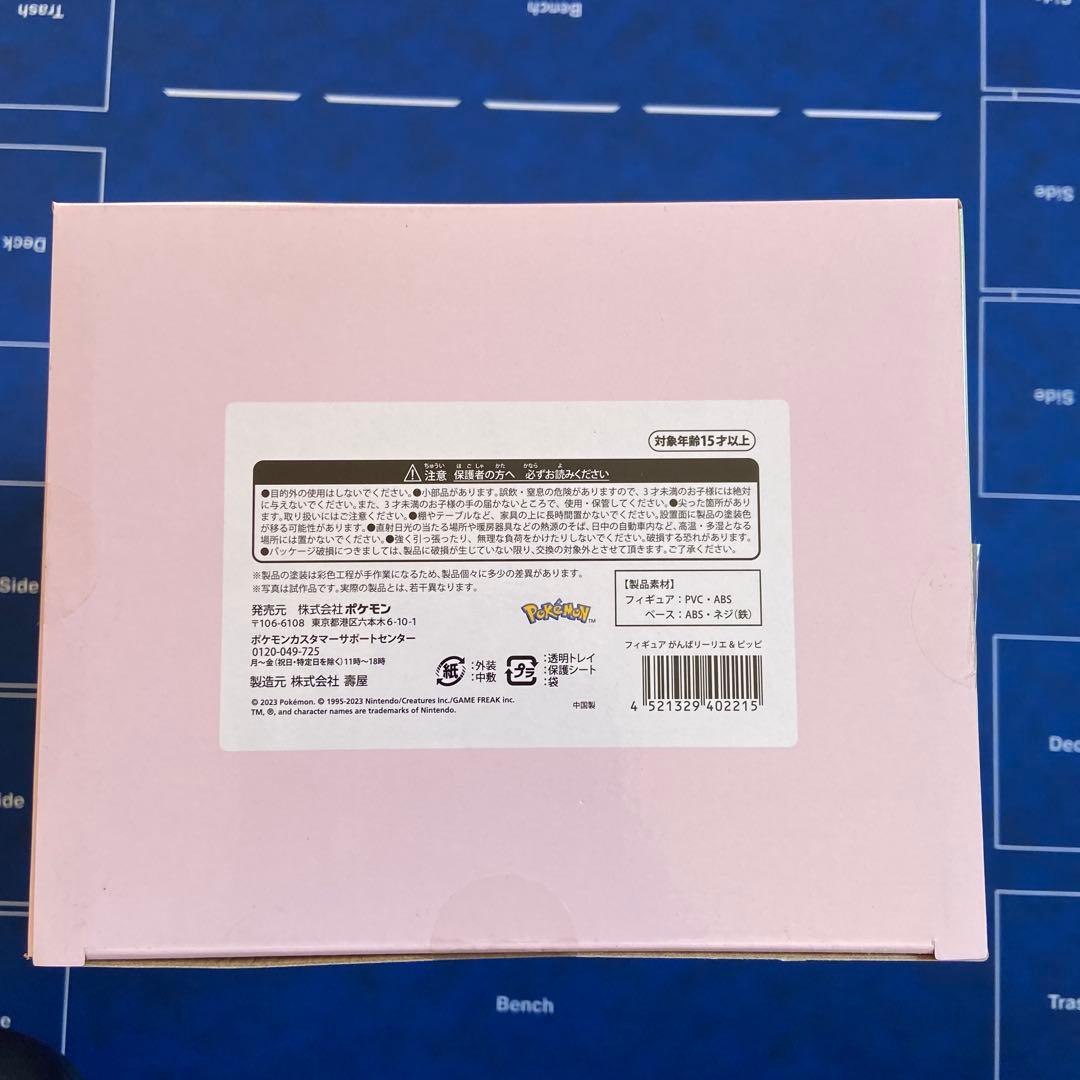 Trash
Bench
Side
Deck
Side
Side
Side
対象年齢15才以上
ちゅうい ほごしゃ かた かなら よ
注意 保護者の方へ 必ずお読みください
●目的外の使用はしないでください。●小部品があります。誤飲・窒息の危険がありますので、3才未満のお子様には絶対
に与えないでください。また、3才未満のお子様の手の届かないところで、使用・保管してください。●尖った箇所があり
ます。取り扱いにはご注意ください。●棚やテーブルなど、家具の上に長時間置かないでください。設置面に製品の塗装色
が移る可能性があります。●直射日光の当たる場所や暖房器具などの熱源のそば、日中の自動車内など、高温・多湿となる
場所には置かないでください。●強く引っ張ったり、無理な負荷をかけたりしないでください。破損する恐れがあります。
●パッケージ破損につきましては、製品に破損が生じていない限り、交換の対象外とさせて頂きます。ご了承ください。
※製品の塗装は彩色工程が手作業になるため、製品個々に多少の差異があります。
※写真は試作品です。実際の製品とは、若干異なります。
発売元 株式会社ポケモン
〒106-6108 東京都港区六本木6-10-1
ポケモンカスタマーサポートセンター
0120-049-725
月～金(祝日・特定日を除く)11時～18時
製造元 株式会社 壽屋
POKéMON TM
【製品素材】
フィギュア：PVC・ABS
ベース：ABS・ネジ(鉄)
紙
：外装
：中敷
プラ
：透明トレイ
：保護シート
：袋
フィギュア がんばリーリエ＆ピッピ
4 521329 402215
© 2023 Pokémon. © 1995-2023 Nintendo/Creatures Inc./GAME FREAK inc.
TM, ®, and character names are trademarks of Nintendo.
中国製
Bench